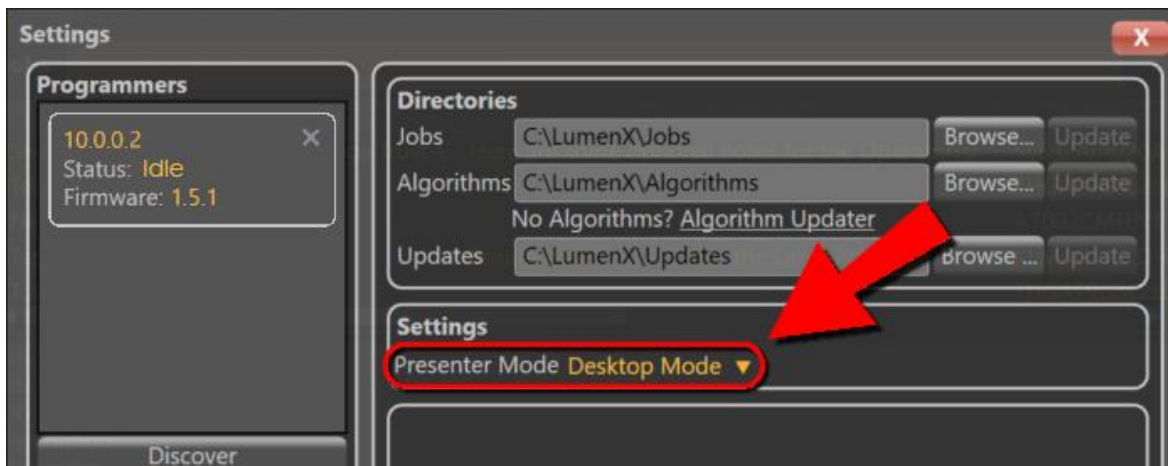 Settings
X
Programmers
10.0.0.2
Status: Idle
Firmware: 1.5.1
Discover
Directories
Jobs C:\LumenX\Jobs Browse... Update
Algorithms C:\LumenX\Algorithms Browse... Update
No Algorithms? Algorithm Updater
Updates C:\LumenX\Updates Browse ... Update
Settings
Presenter Mode Desktop Mode